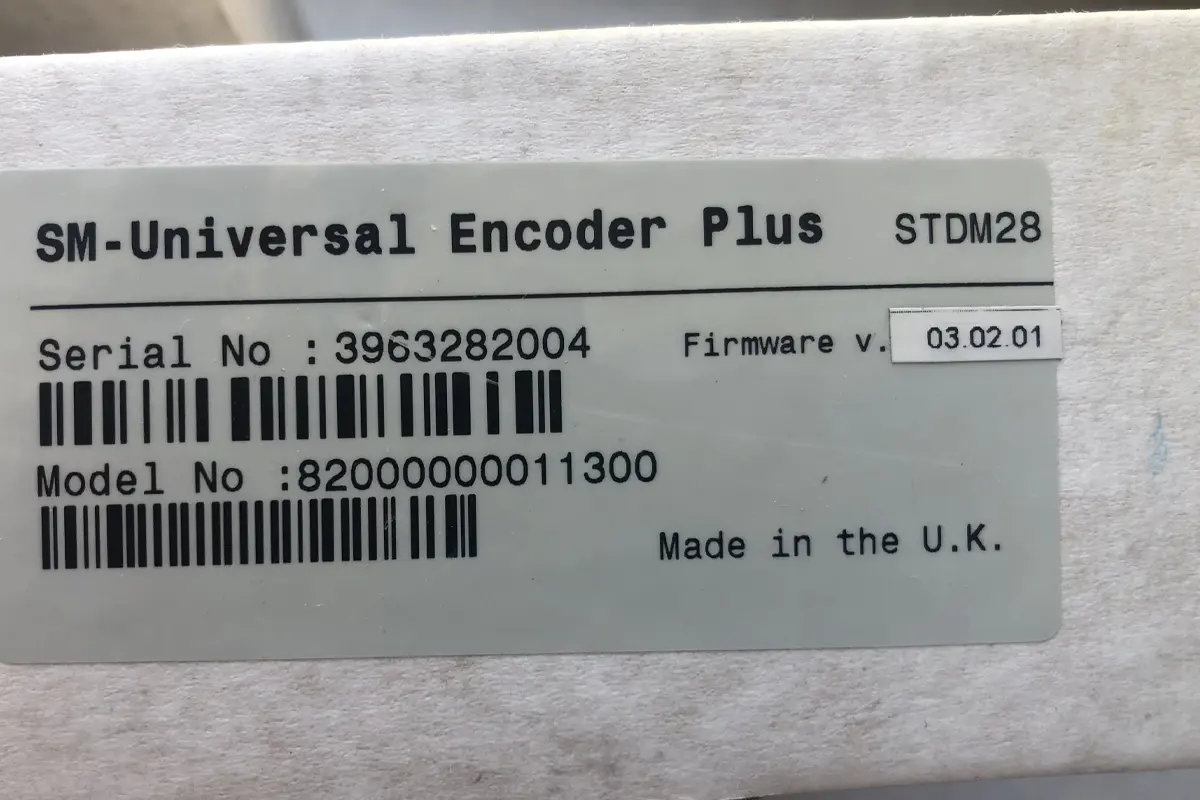 SM-Universal Encoder Plus STDM28
Serial No : 3963282004 Firmware v. 03.02.01
Model No :82000000011300
Made in the U.K.